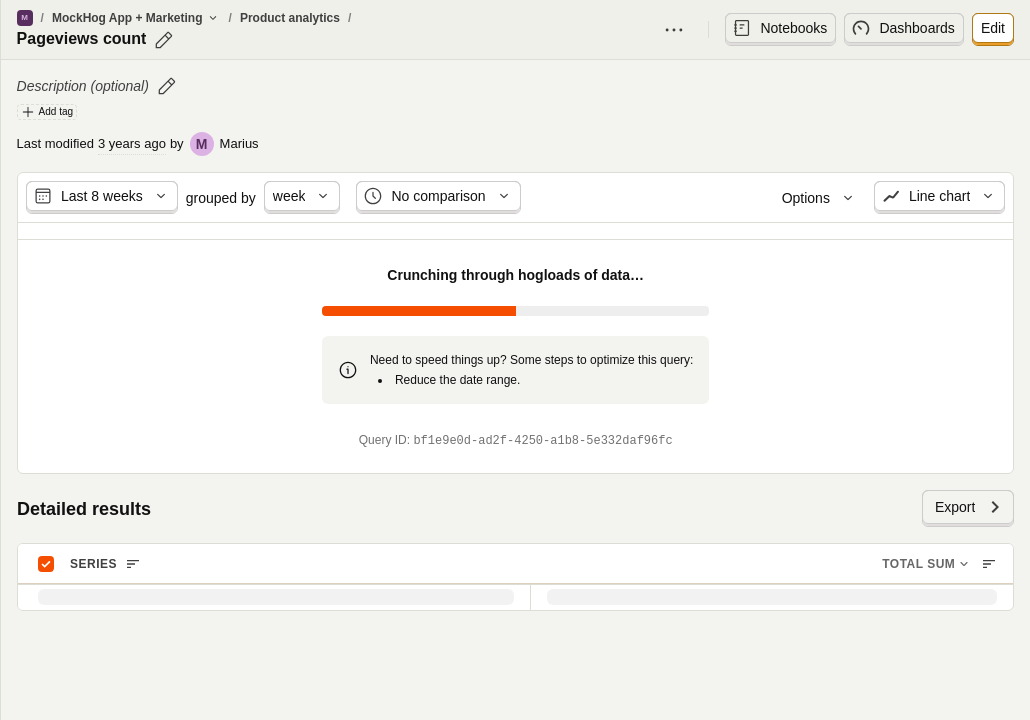 M / MockHog App + Marketing / Product analytics /
Pageviews count
Notebooks Dashboards Edit
Description (optional)
Add tag
Last modified 3 years ago by M Marius
Last 8 weeks grouped by week No comparison Options Line chart
Crunching through hogloads of data…
Need to speed things up? Some steps to optimize this query:
• Reduce the date range.
Query ID: bf1e9e0d-ad2f-4250-a1b8-5e332daf96fc
Detailed results
Export
SERIES TOTAL SUM